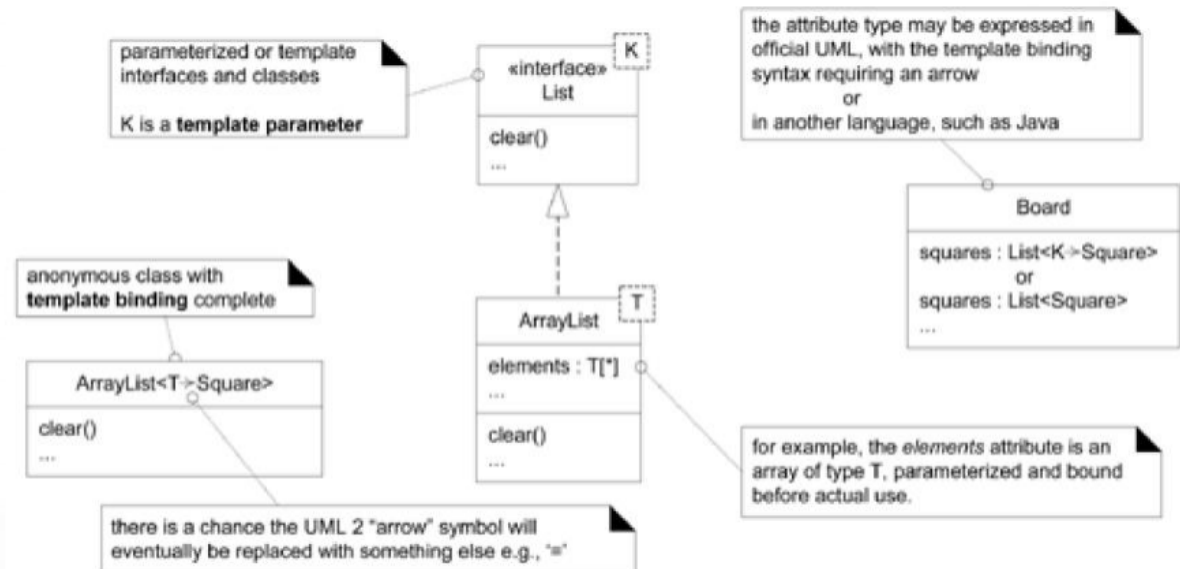 parameterized or template
interfaces and classes
K is a template parameter
K
«interface»
List
clear()
...
the attribute type may be expressed in
official UML, with the template binding
syntax requiring an arrow
or
in another language, such as Java
Board
squares : List<K->Square>
or
squares : List<Square>
...
anonymous class with
template binding complete
ArrayList<T->Square>
clear()
...
T
ArrayList
elements : T[*]
...
clear()
...
for example, the elements attribute is an
array of type T, parameterized and bound
before actual use.
there is a chance the UML 2 “arrow” symbol will
eventually be replaced with something else e.g., ‘=’